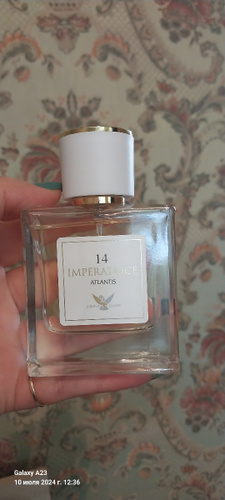 14
IMPERATRICE
ATLANTIS
Galaxy A23
10 июля 2024 г. 12:36